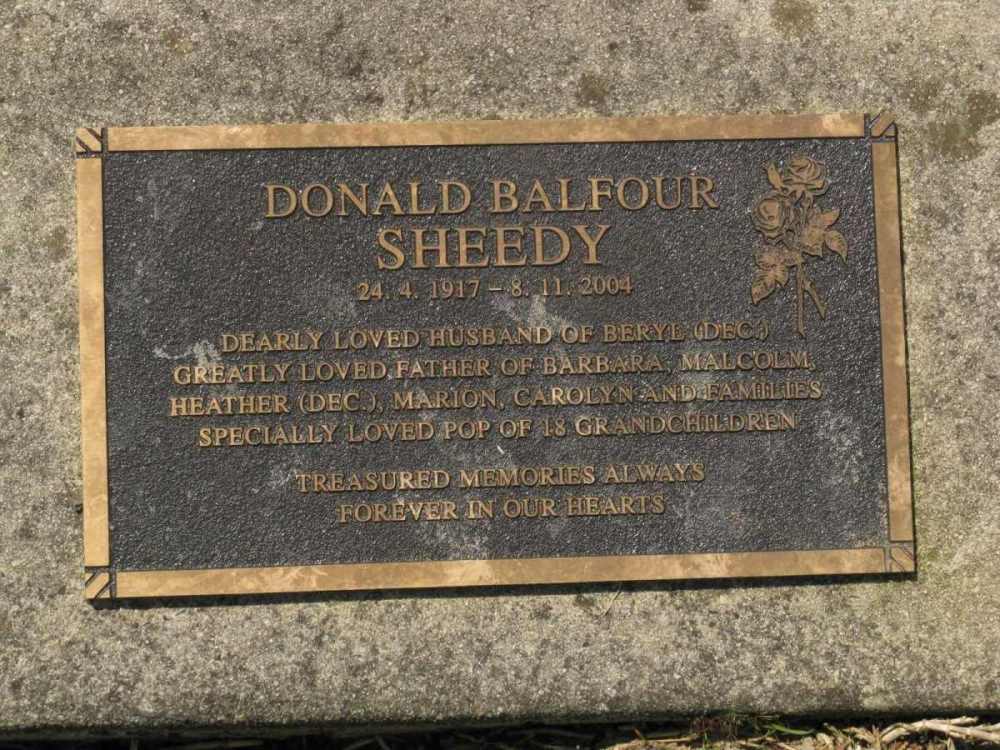 DONALD BALFOUR
SHEEDY
24. 4. 1917 – 8. 11. 2004
DEARLY LOVED HUSBAND OF BERYL (DEC.)
GREATLY LOVED FATHER OF BARBARA, MALCOLM,
HEATHER (DEC.), MARION, CAROLYN AND FAMILIES
SPECIALLY LOVED POP OF 18 GRANDCHILDREN
TREASURED MEMORIES ALWAYS
FOREVER IN OUR HEARTS